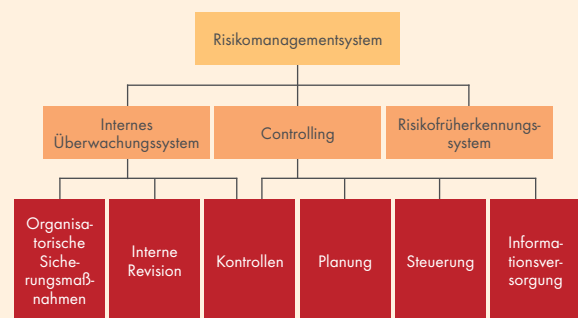 Risikomanagementsystem
Internes
Überwachungssystem
Controlling
Risikofrüherkennungs-
system
Organisa-
torische
Siche-
rungsmaß-
nahmen
Interne
Revision
Kontrollen
Planung
Steuerung
Informa-
tionsver-
sorgung